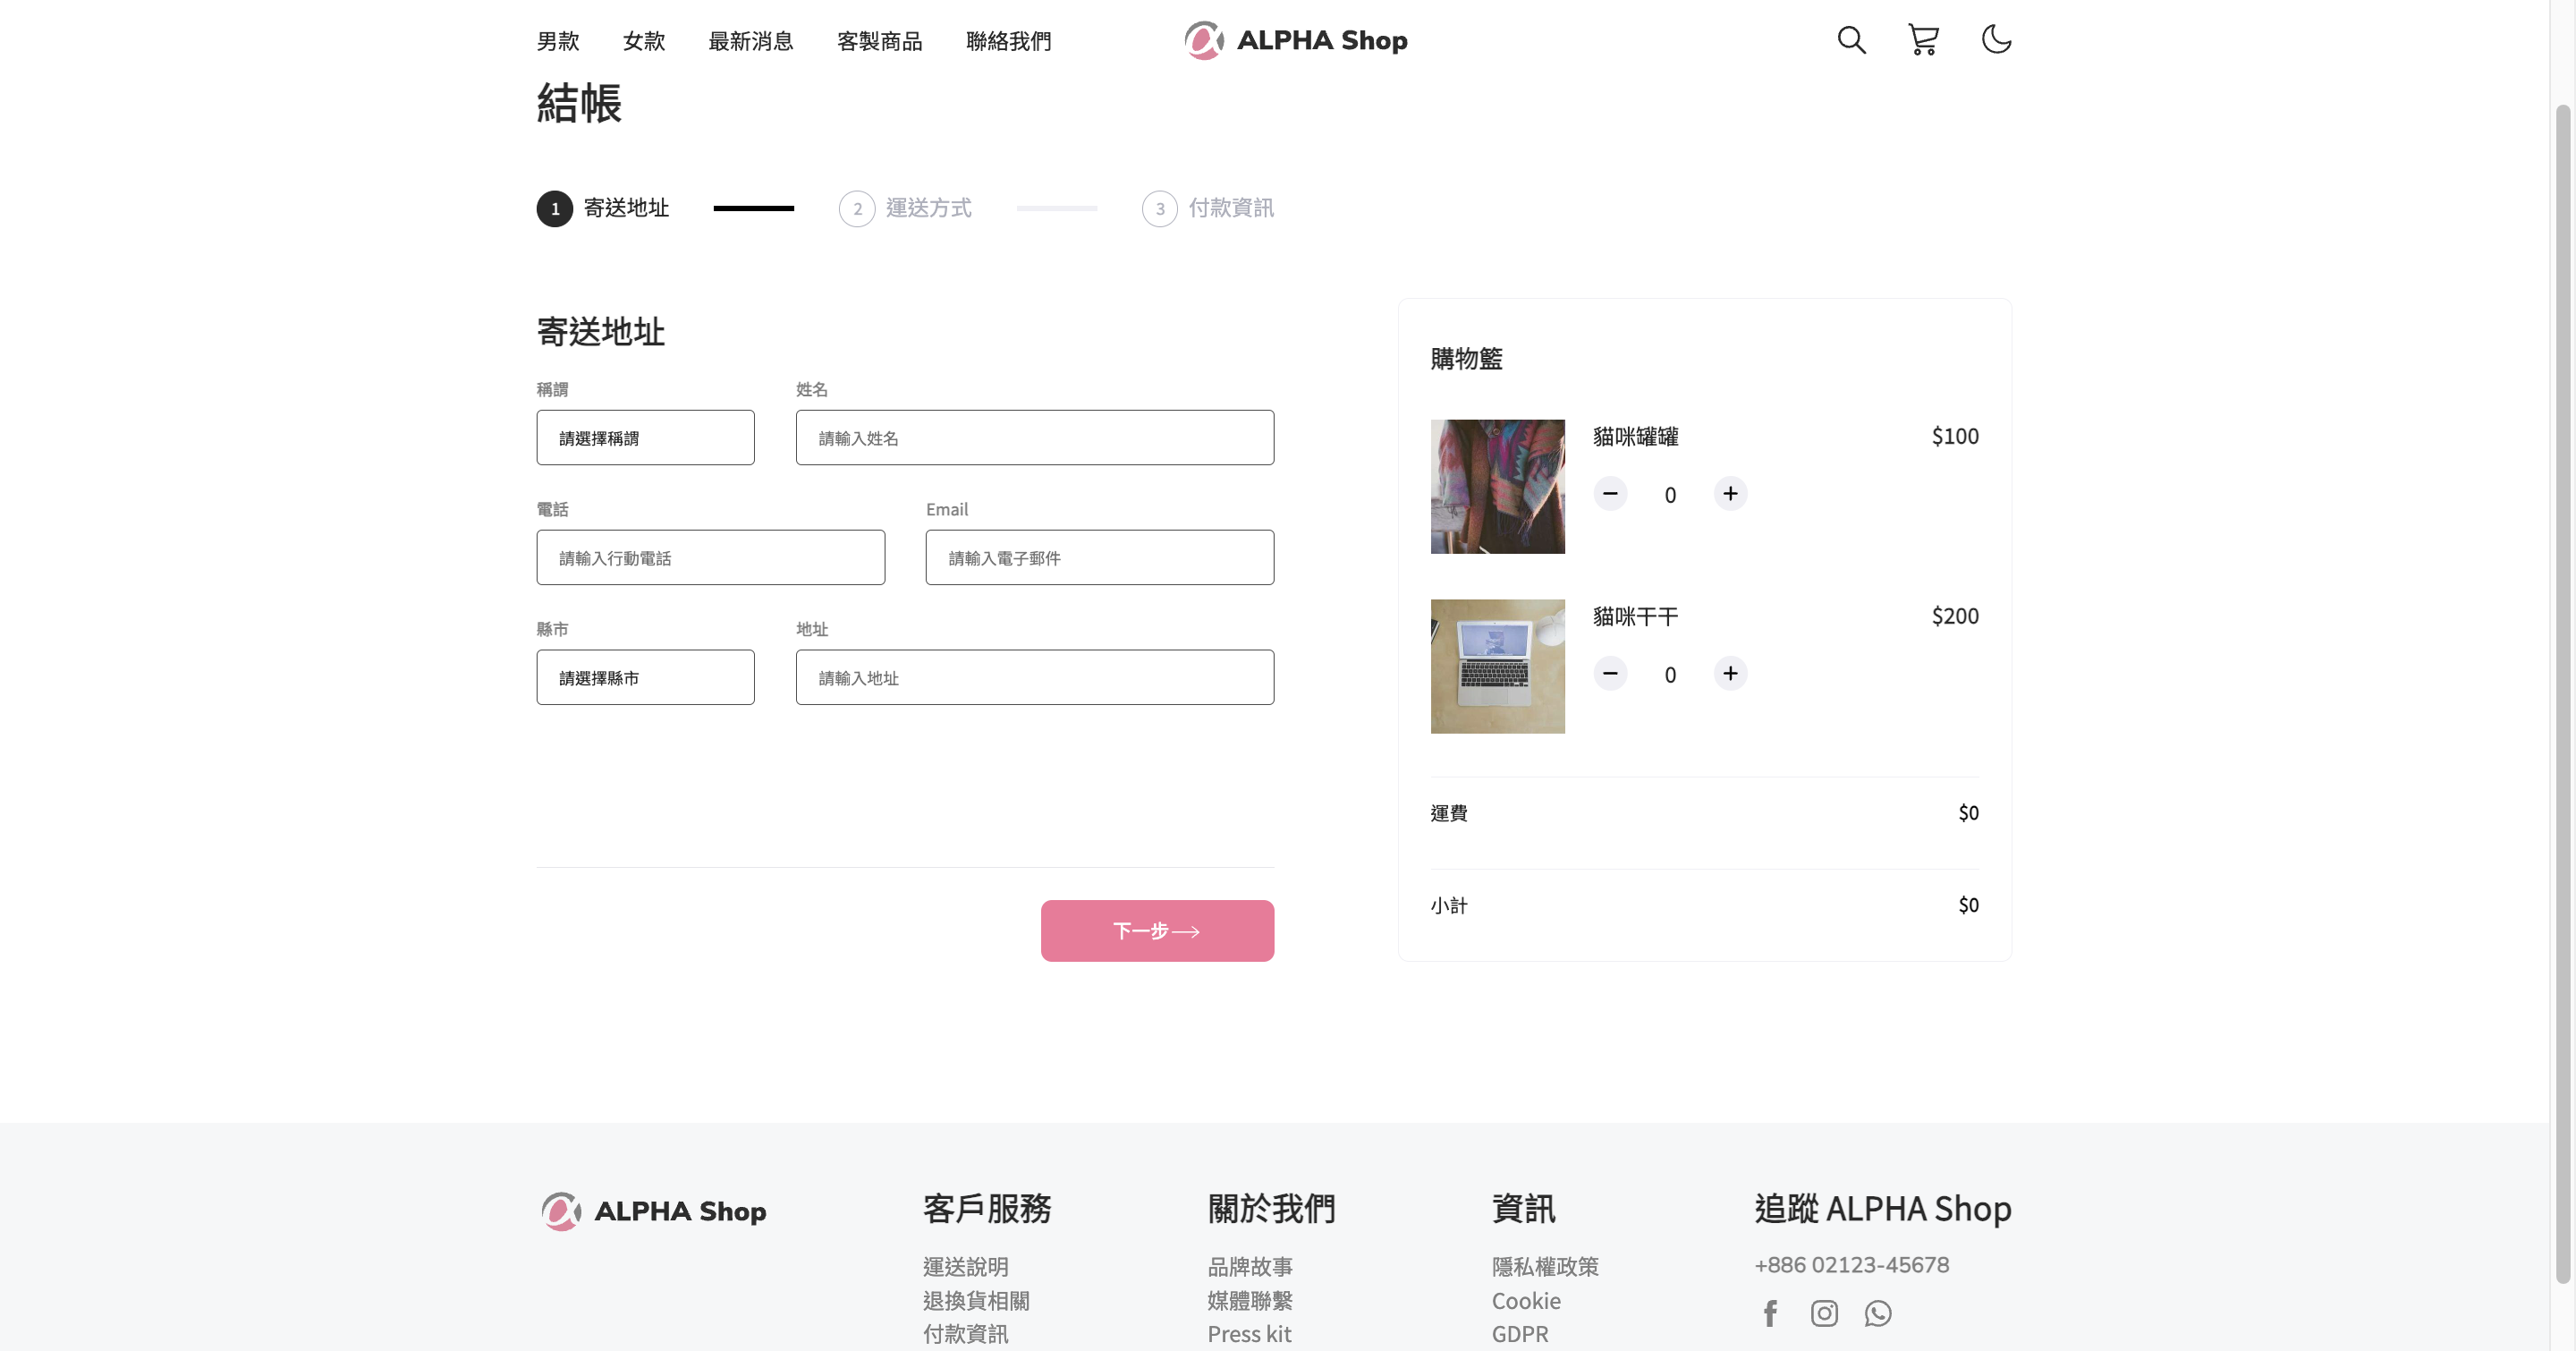 男款 女款 最新消息 客製商品 聯絡我們 ALPHA Shop
結帳
1 寄送地址 2 運送方式 3 付款資訊
寄送地址
稱謂 姓名
請選擇稱謂 請輸入姓名
電話 Email
請輸入行動電話 請輸入電子郵件
縣市 地址
請選擇縣市 請輸入地址
下一步
購物籃
貓咪罐罐 $100
0
貓咪干干 $200
0
運費 $0
小計 $0
ALPHA Shop
客戶服務
運送說明
退換貨相關
付款資訊
關於我們
品牌故事
媒體聯繫
Press kit
資訊
隱私權政策
Cookie
GDPR
追蹤 ALPHA Shop
+886 02123-45678